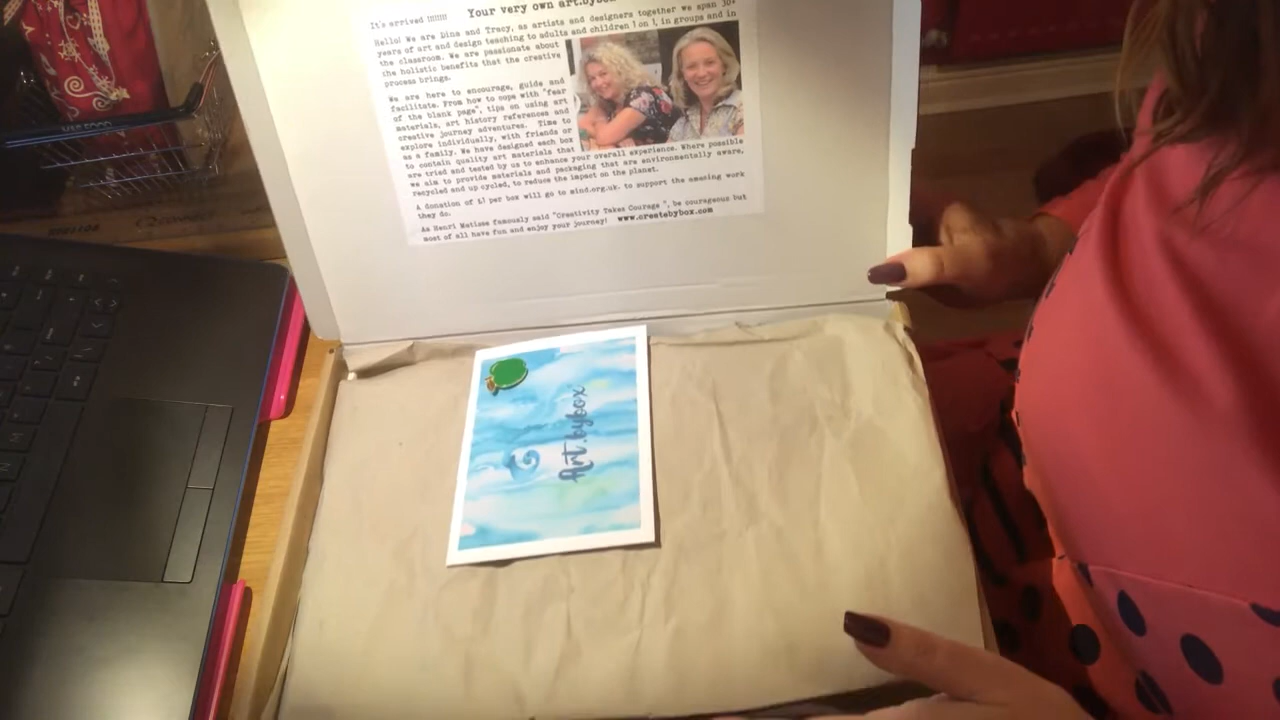 It's arrived !!!!!!!! Your very own art.bybox
Hello! We are Dina and Tracy, as artists and designers together we span 30+
years of art and design teaching to adults and children 1 on 1, in groups and in
the classroom. We are passionate about
the holistic benefits that the creative
process brings.
We are here to encourage, guide and
facilitate. From how to cope with "fear
of the blank page", tips on using art
materials, art history references and
creative journey adventures. Time to
explore individually, with friends or
as a family. We have designed each box
to contain quality art materials that
are tried and tested by us to enhance your overall experience. Where possible
we aim to provide materials and packaging that are environmentally aware,
recycled and up cycled, to reduce the impact on the planet.
A donation of £1 per box will go to mind.org.uk. to support the amazing work
they do.
As Henri Matisse famously said "Creativity Takes Courage ", be courageous but
most of all have fun and enjoy your journey! www.createbybox.com
Art.bybox